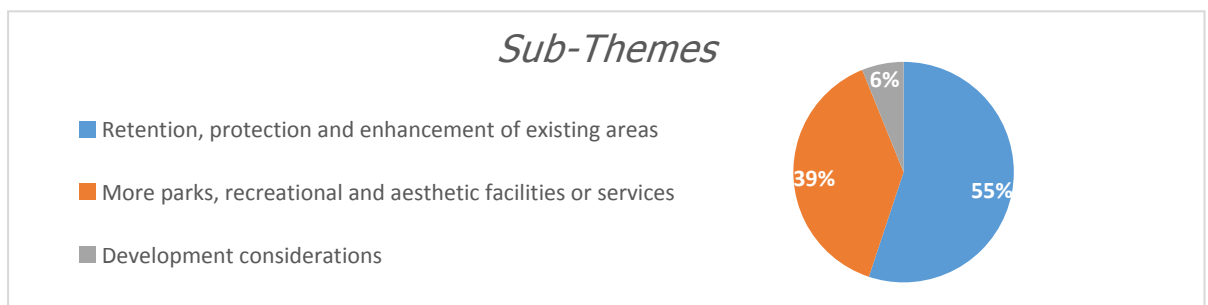 Sub-Themes
Retention, protection and enhancement of existing areas
More parks, recreational and aesthetic facilities or services
Development considerations
6%
39%
55%